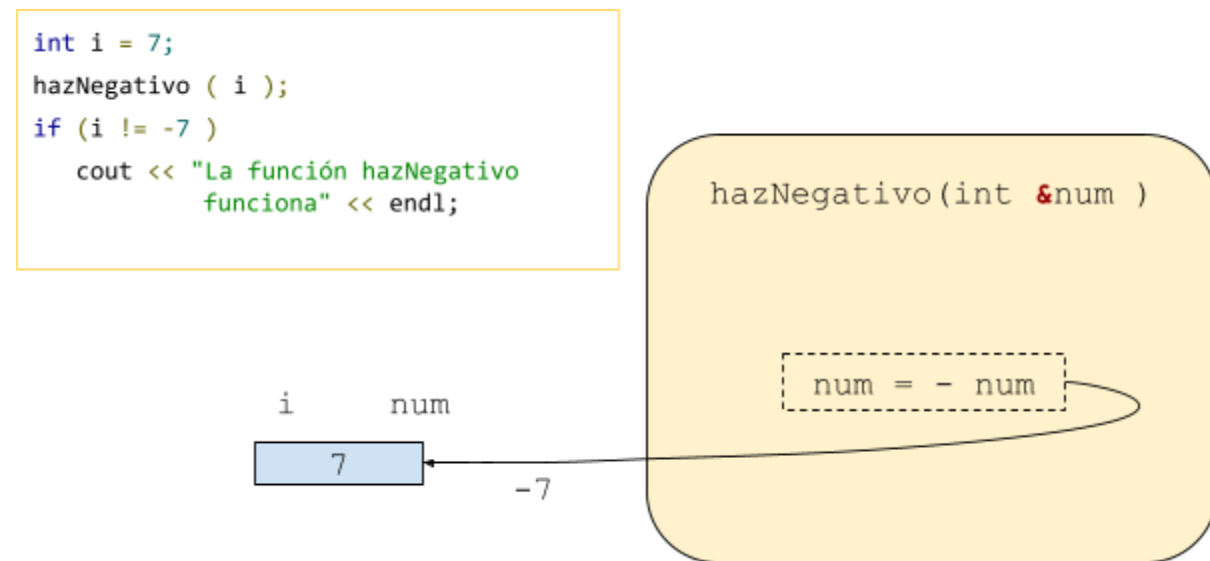 int i = 7;
hazNegativo ( i );
if (i != -7 )
cout << "La función hazNegativo
funciona" << endl;
hazNegativo(int &num )
num = - num
i num
7
-7